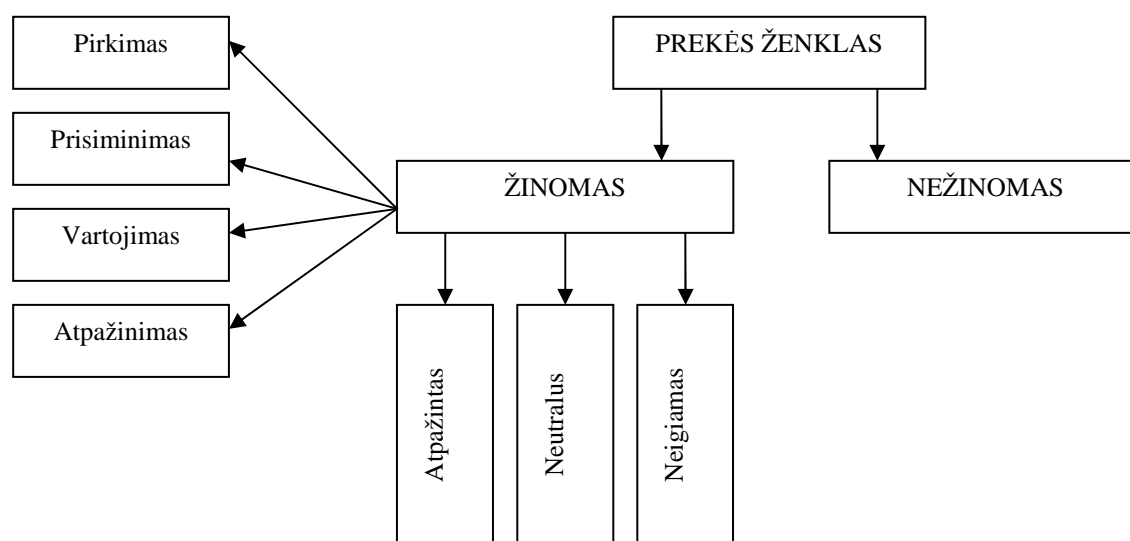 Pirkimas
PREKĖS ŽENKLAS
Prisiminimas
ŽINOMAS
NEŽINOMAS
Vartojimas
Atpažinimas
Atpažintas
Neutralus
Neigiamas